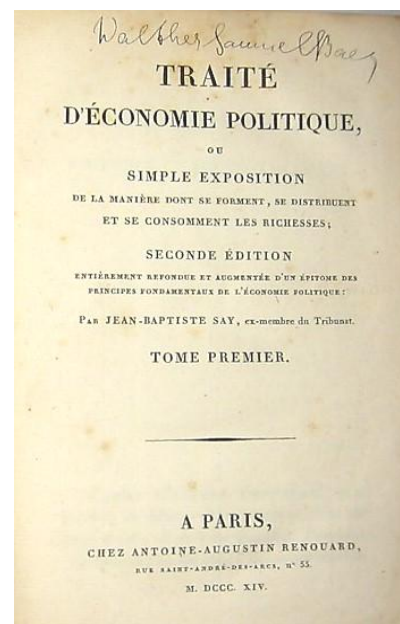 Walther Samuel
TRAITÉ
D'ÉCONOMIE POLITIQUE,
OU
SIMPLE EXPOSITION
DE LA MANIÈRE DONT SE FORMENT, SE DISTRIBUENT
ET SE CONSOMMENT LES RICHESSES;
SECONDE ÉDITION
ENTIÈREMENT REFONDUE ET AUGMENTÉE D'UN ÉPITOME DES
PRINCIPES FONDAMENTAUX DE L'ÉCONOMIE POLITIQUE:
PAR JEAN-BAPTISTE SAY, ex-membre du Tribunat.
TOME PREMIER.
A PARIS,
CHEZ ANTOINE-AUGUSTIN RENOUARD,
RUE SAINT-ANDRÉ-DES-ARCS, n° 55.
M. DCCC. XIV.